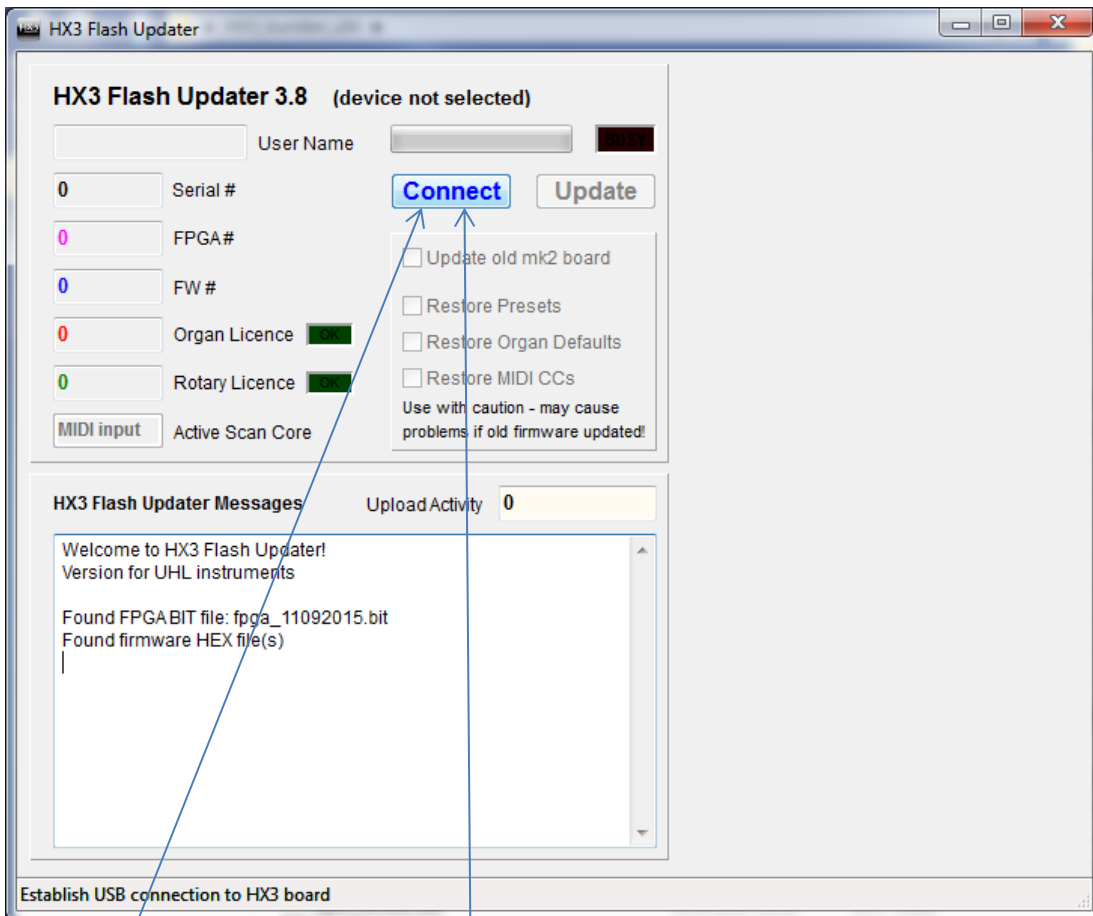 HX3 Flash Updater
HX3 Flash Updater 3.8 (device not selected)
User Name
BUSY
0 Serial #
Connect
Update
0 FPGA#
Update old mk2 board
0 FW #
Restore Presets
0 Organ Licence OK
Restore Organ Defaults
0 Rotary Licence OK
Restore MIDI CCs
Use with caution - may cause
problems if old firmware updated!
MIDI input Active Scan Core
HX3 Flash Updater Messages
Upload Activity 0
Welcome to HX3 Flash Updater!
Version for UHL instruments
Found FPGA BIT file: fpga_11092015.bit
Found firmware HEX file(s)
Establish USB connection to HX3 board